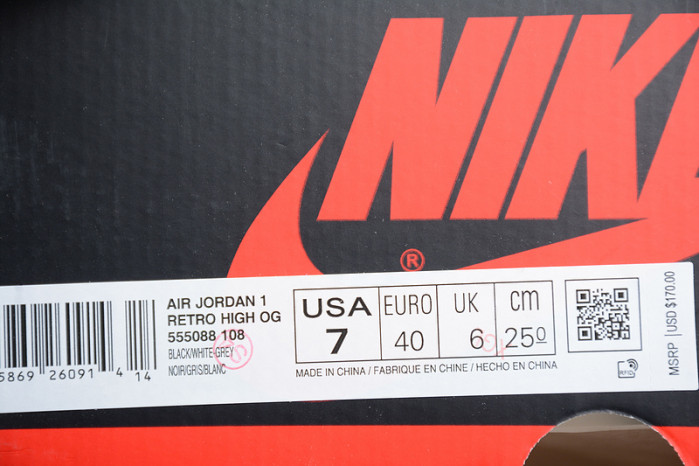 NIK
®
AIR JORDAN 1
RETRO HIGH OG
555088 108
BLACK/WHITE-GREY
NOIR/GRIS/BLANC
5869 26091 4 14
USA EURO UK cm
7 40 6 25.0
MADE IN CHINA / FABRIQUE EN CHINE / HECHO EN CHINA
RFID
MSRP | USD $170.00